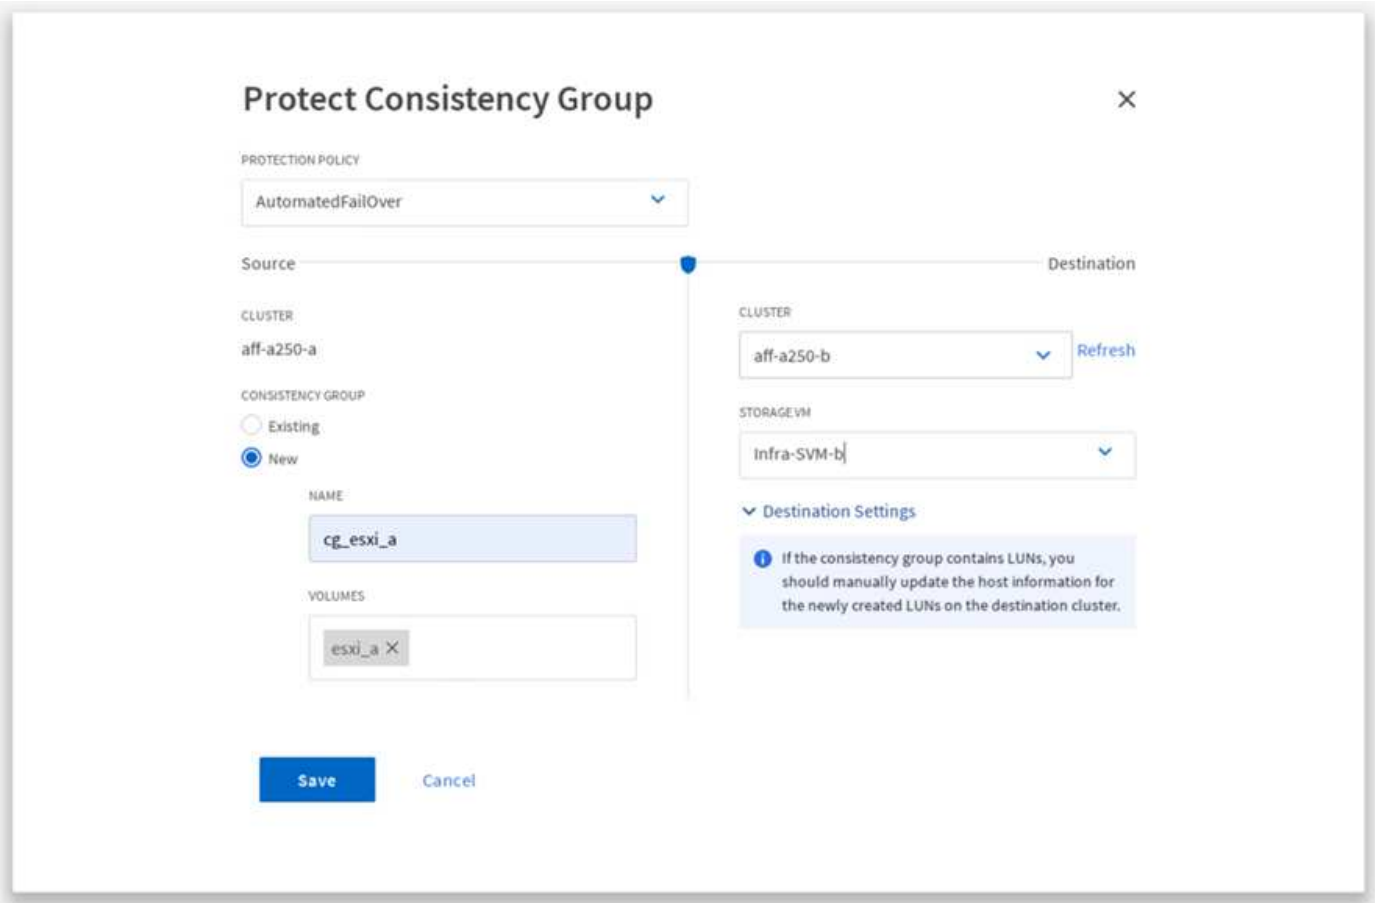 Protect Consistency Group
PROTECTION POLICY
AutomatedFailOver
Source
Destination
CLUSTER
aff-a250-a
CONSISTENCY GROUP
Existing
New
NAME
cg_esxi_a
VOLUMES
esxi_a
CLUSTER
aff-a250-b
Refresh
STORAGE VM
Infra-SVM-b
Destination Settings
If the consistency group contains LUNs, you
should manually update the host information for
the newly created LUNs on the destination cluster.
Save
Cancel